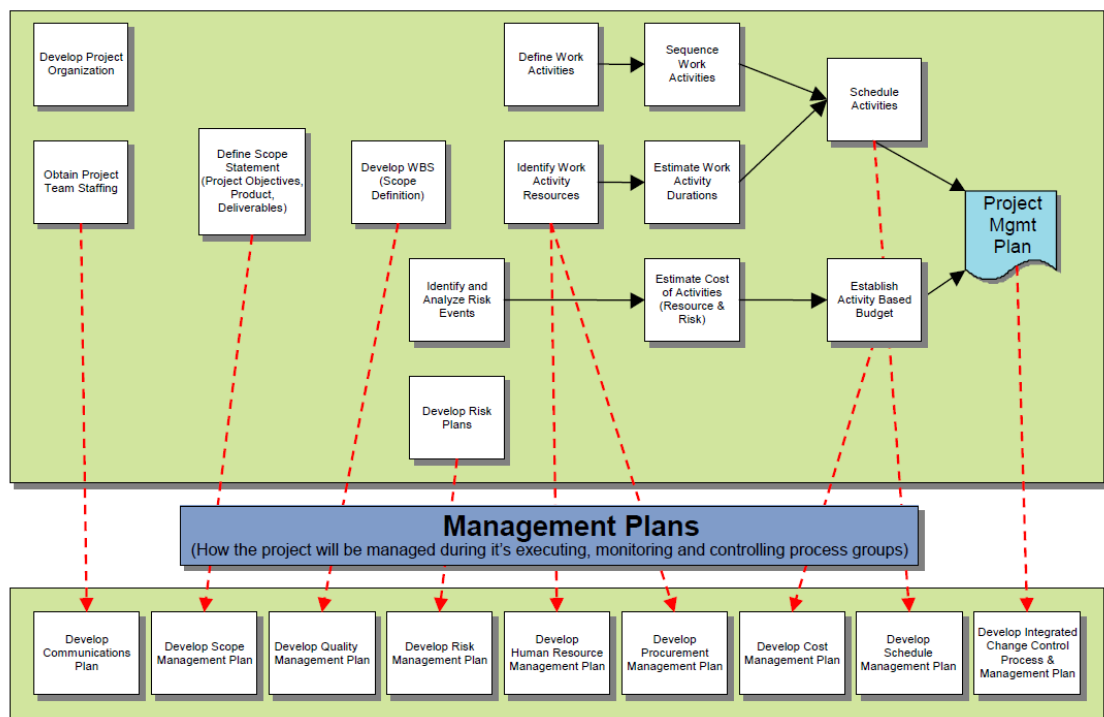 Develop Project
Organization
Define Work
Activities
Sequence
Work
Activities
Schedule
Activities
Obtain Project
Team Staffing
Define Scope
Statement
(Project Objectives,
Product,
Deliverables)
Develop WBS
(Scope
Definition)
Identify Work
Activity
Resources
Estimate Work
Activity
Durations
Project
Mgmt
Plan
Identify and
Analyze Risk
Events
Estimate Cost
of Activities
(Resource &
Risk)
Establish
Activity Based
Budget
Develop Risk
Plans
Management Plans
(How the project will be managed during it's executing, monitoring and controlling process groups)
Develop
Communications
Plan
Develop Scope
Management Plan
Develop Quality
Management Plan
Develop Risk
Management Plan
Develop
Human Resource
Management Plan
Develop
Procurement
Management Plan
Develop Cost
Management Plan
Develop
Schedule
Management Plan
Develop Integrated
Change Control
Process &
Management Plan